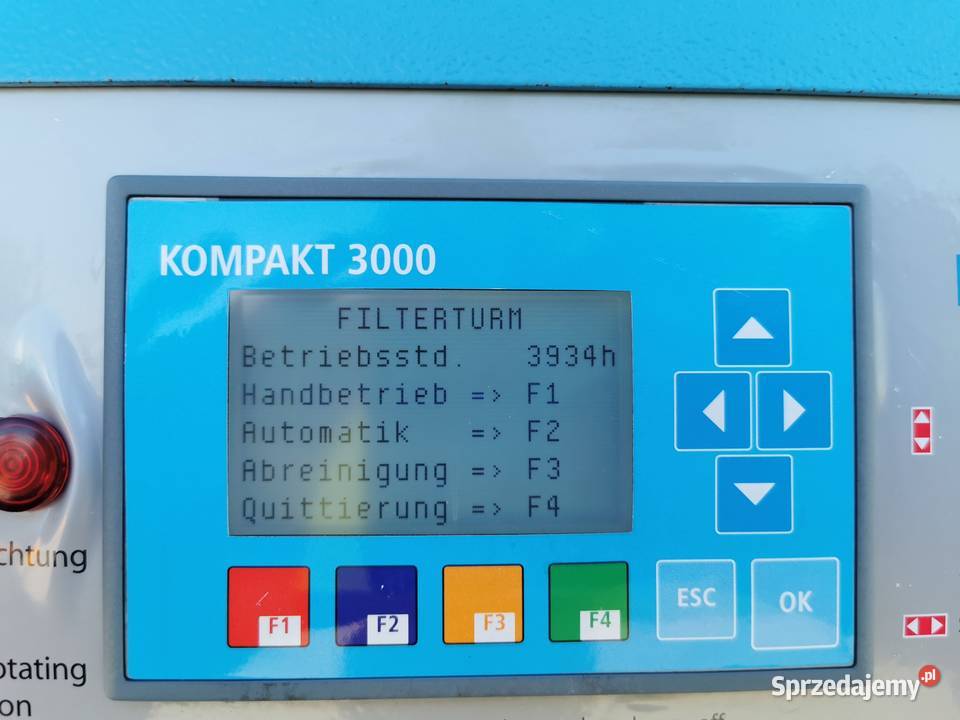 KOMPAKT 3000
FILTERTURM
Betriebsstd. 3934h
Handbetrieb => F1
Automatik => F2
Abreinigung => F3
Quittierung => F4
F1 F2 F3 F4 ESC OK
chtung
otating
on
off
Sprzedajemy.pl